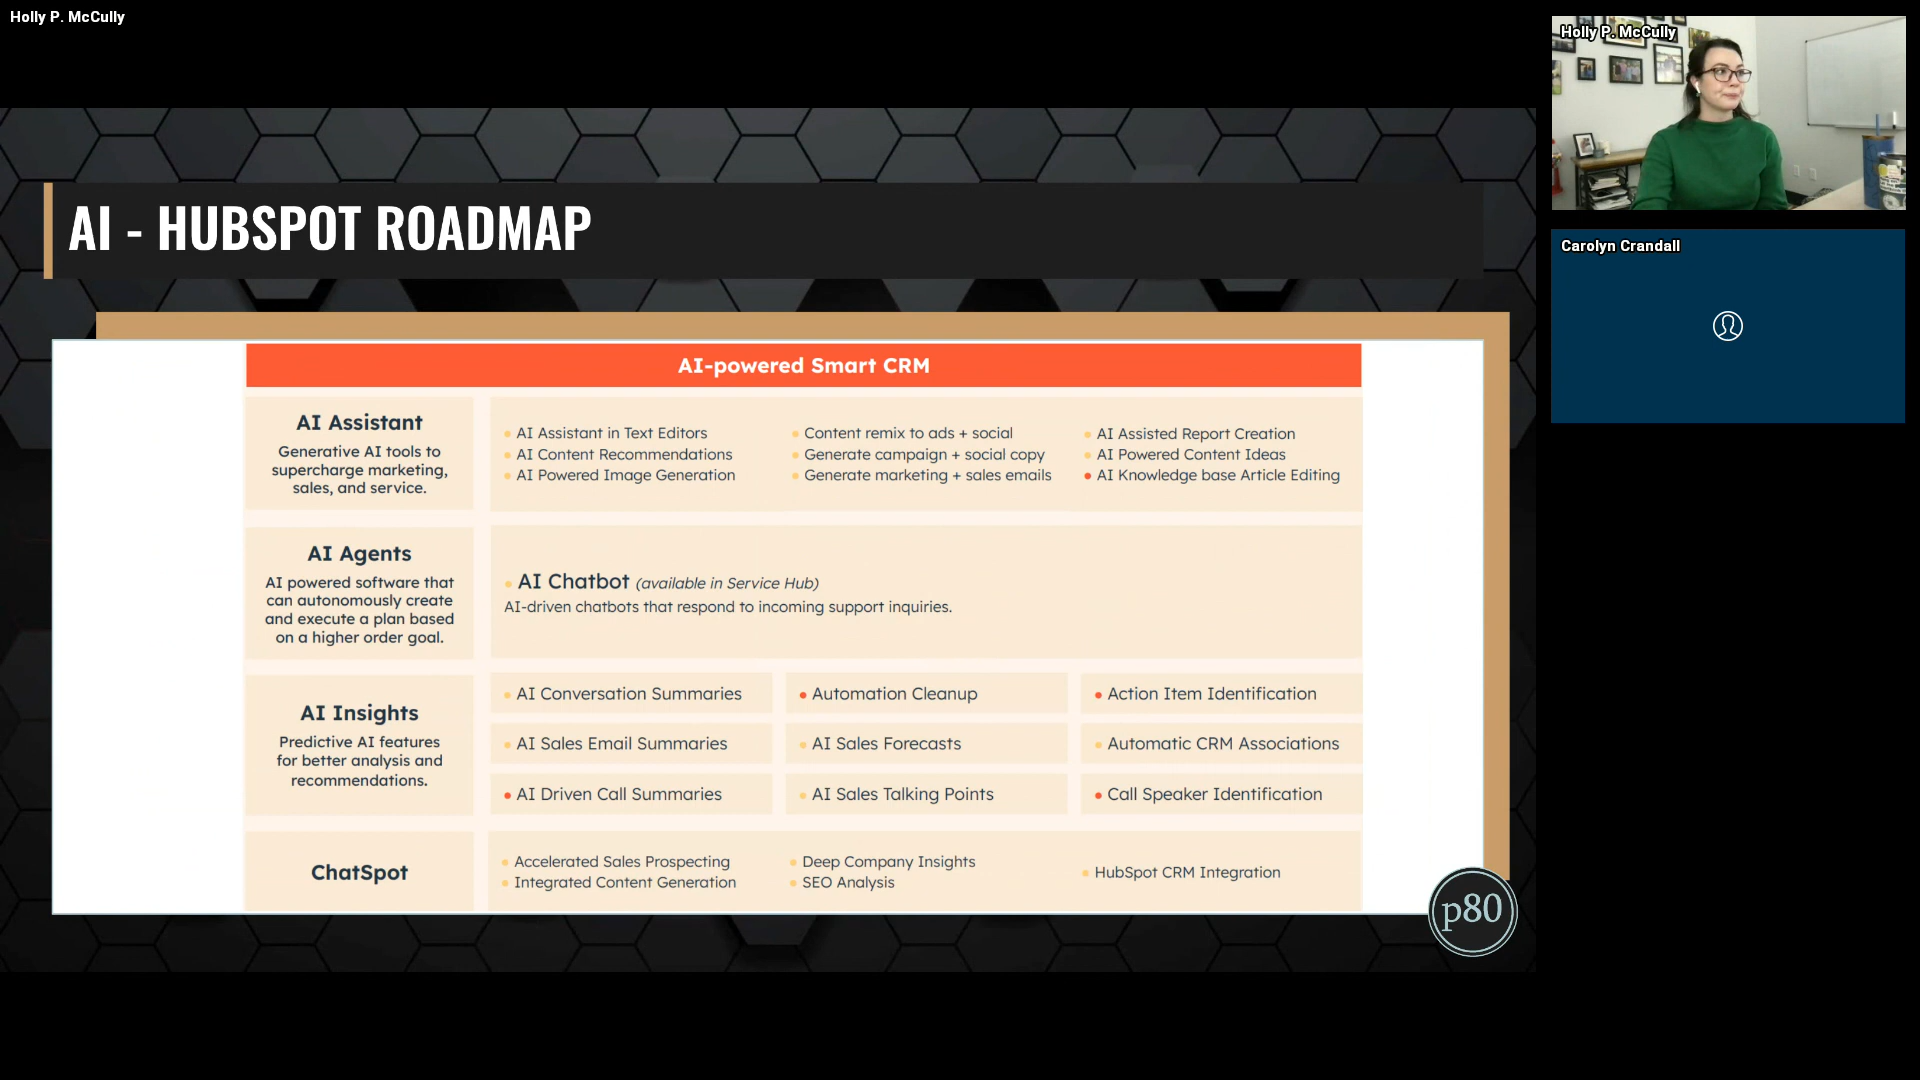 Holly P. McCully
Holly P. McCully
Carolyn Crandall
AI - HUBSPOT ROADMAP
AI-powered Smart CRM
AI Assistant
Generative AI tools to
supercharge marketing,
sales, and service.
AI Assistant in Text Editors
AI Content Recommendations
AI Powered Image Generation
Content remix to ads + social
Generate campaign + social copy
Generate marketing + sales emails
AI Assisted Report Creation
AI Powered Content Ideas
AI Knowledge base Article Editing
AI Agents
AI powered software that
can autonomously create
and execute a plan based
on a higher order goal.
AI Chatbot (available in Service Hub)
AI-driven chatbots that respond to incoming support inquiries.
AI Insights
Predictive AI features
for better analysis and
recommendations.
AI Conversation Summaries
Automation Cleanup
Action Item Identification
AI Sales Email Summaries
AI Sales Forecasts
Automatic CRM Associations
AI Driven Call Summaries
AI Sales Talking Points
Call Speaker Identification
ChatSpot
Accelerated Sales Prospecting
Integrated Content Generation
Deep Company Insights
SEO Analysis
HubSpot CRM Integration
p80